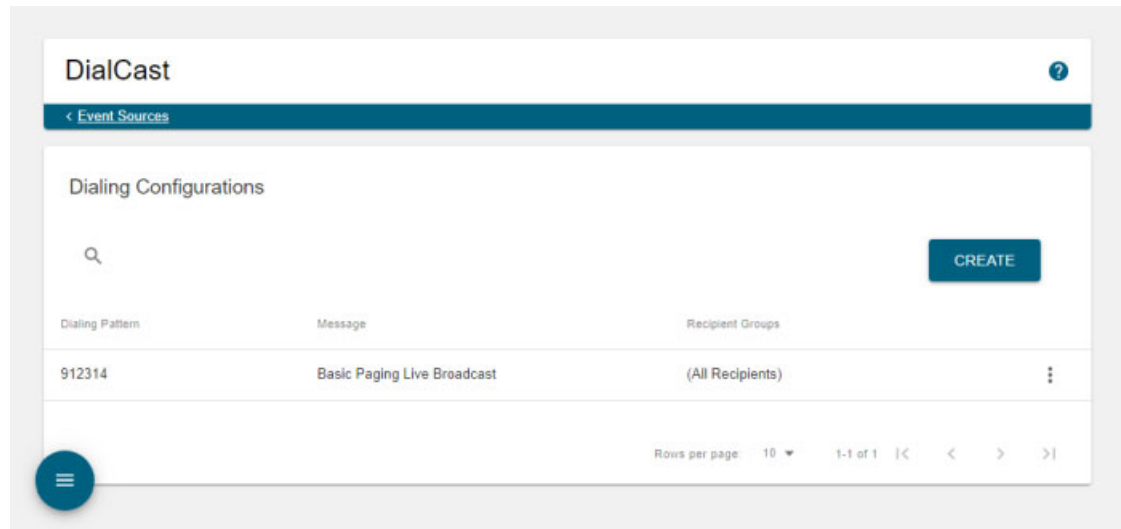 DialCast
< Event Sources
Dialing Configurations
CREATE
Dialing Pattern Message Recipient Groups
912314 Basic Paging Live Broadcast (All Recipients)
Rows per page 10 1-1 of 1